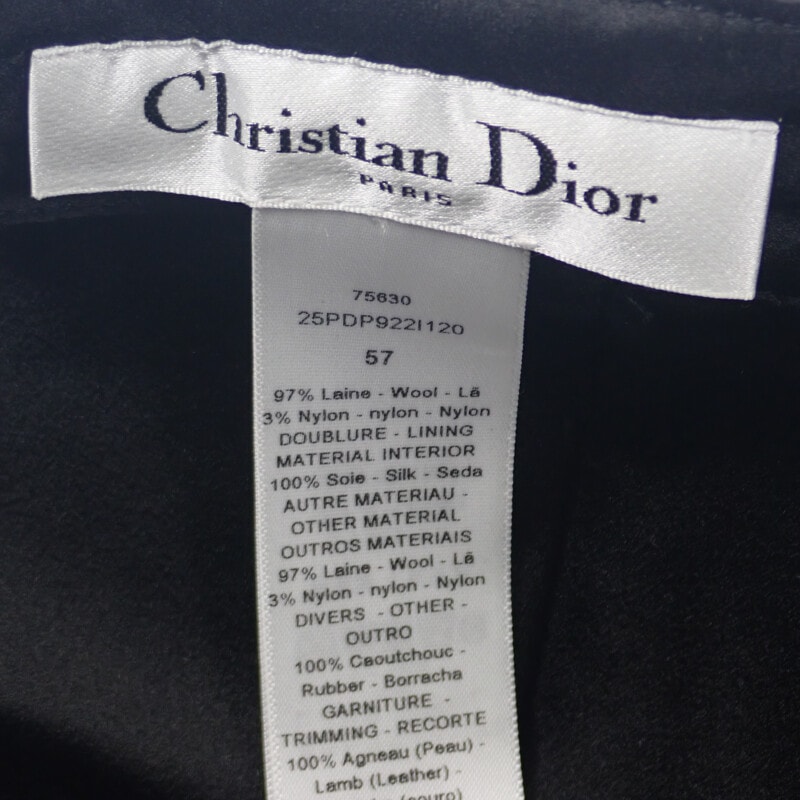 Christian Dior
PARIS
75630
25PDP922I120
57
97% Laine - Wool - Lã
3% Nylon - nylon - Nylon
DOUBLURE - LINING
MATERIAL INTERIOR
100% Soie - Silk - Seda
AUTRE MATERIAU -
OTHER MATERIAL
OUTROS MATERIAIS
97% Laine - Wool - Lã
3% Nylon - nylon - Nylon
DIVERS - OTHER -
OUTRO
100% Caoutchouc -
Rubber - Borracha
GARNITURE -
TRIMMING - RECORTE
100% Agneau (Peau) -
Lamb (Leather) -
(couro)